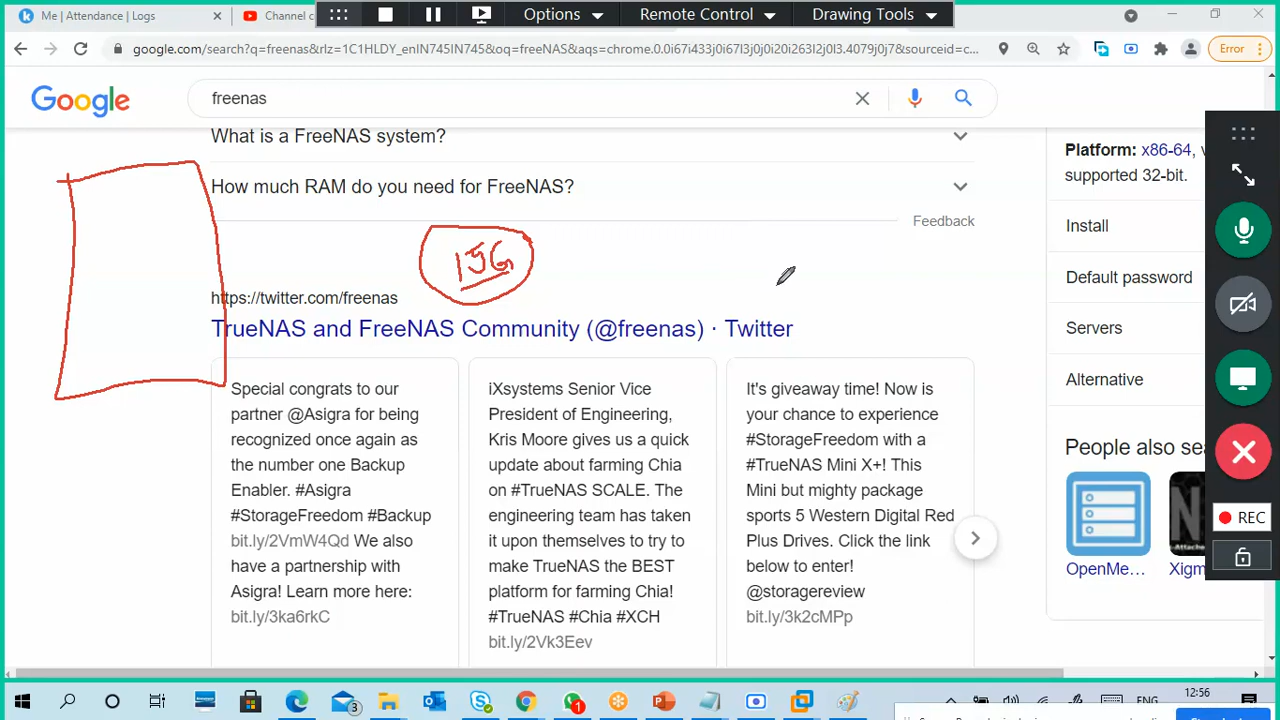 Me | Attendance | Logs
Channel c
Options
Remote Control
Drawing Tools
google.com/search?q=freenas&rlz=1C1HLDY_enIN745IN745&oq=freeNAS&aqs=chrome.0.0i67i433j0i67l3j0j0i20i263l2j0l3.4079j0j7&sourceid=c...
Error
Google
freenas
What is a FreeNAS system?
How much RAM do you need for FreeNAS?
Feedback
https://twitter.com/freenas
TrueNAS and FreeNAS Community (@freenas) · Twitter
Special congrats to our
partner @Asigra for being
recognized once again as
the number one Backup
Enabler. #Asigra
#StorageFreedom #Backup
bit.ly/2VmW4Qd We also
have a partnership with
Asigra! Learn more here:
bit.ly/3ka6rkC
iXsystems Senior Vice
President of Engineering,
Kris Moore gives us a quick
update about farming Chia
on #TrueNAS SCALE. The
engineering team has taken
it upon themselves to try to
make TrueNAS the BEST
platform for farming Chia!
#TrueNAS #Chia #XCH
bit.ly/2Vk3Eev
It's giveaway time! Now is
your chance to experience
#StorageFreedom with a
#TrueNAS Mini X+! This
Mini but mighty package
sports 5 Western Digital Red
Plus Drives. Click the link
below to enter!
@storagereview
bit.ly/3k2cMPp
Platform: x86-64,
supported 32-bit.
Install
Default password
Servers
Alternative
People also se
OpenMe...
Xigm
REC
3
1
ENG
12:56